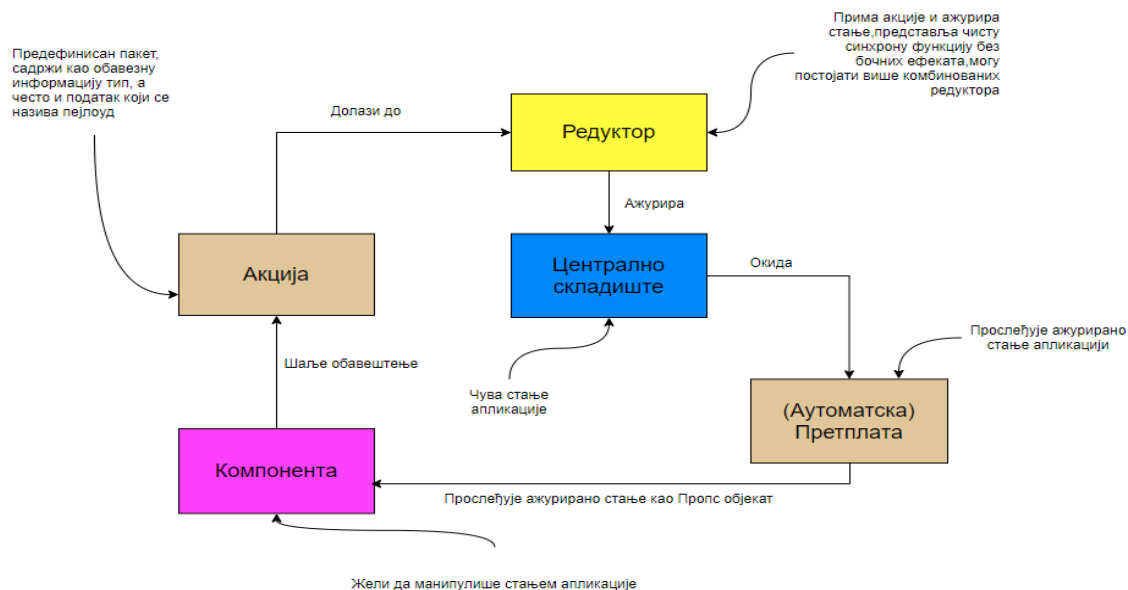 Прима акције и ажурира
стање,представља чисту
синхрону функцију без
бочних ефеката,могу
постојати више комбинованих
редуктора
Предефинисан пакет,
садржи као обавезну
информацију тип, а
често и податак који се
назива пејлоуд
Долази до
Редуктор
Ажурира
Акција
Централно
складиште
Окида
Прослеђује ажурирано
стање апликацији
Шаље обавештење
Чува стање
апликације
(Аутоматска)
Претплата
Компонента
Прослеђује ажурирано стање као Пропс објекат
Жели да манипулише стањем апликације